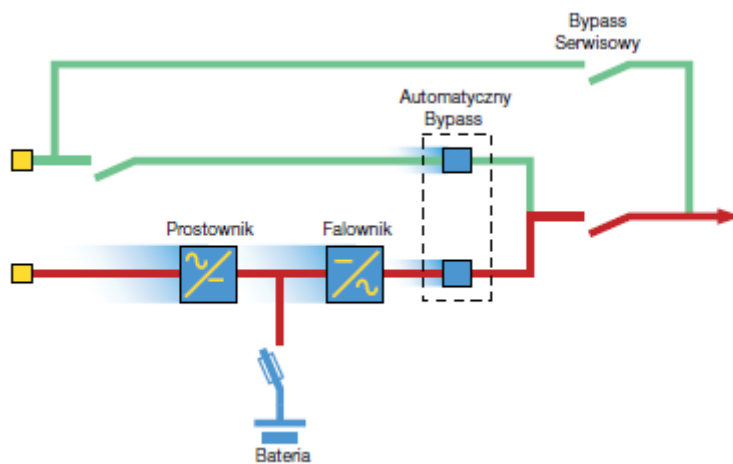 Bypass
Serwisowy
Automatyczny
Bypass
Prostownik
Falownik
Bateria